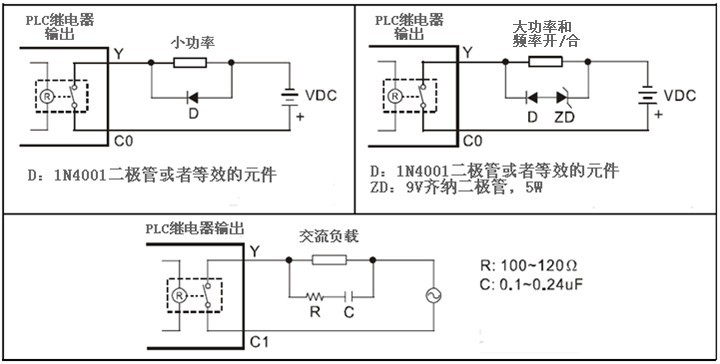 PLC继电器
输出
Y
小功率
R
D
VDC
+
C0
D: 1N4001二极管或者等效的元件
PLC继电器
输出
Y
大功率和
频率开/合
R
D ZD
VDC
+
C0
D: 1N4001二极管或者等效的元件
ZD: 9V齐纳二极管, 5W
PLC继电器输出
Y
交流负载
R
R C
C1
R: 100~120Ω
C: 0.1~0.24uF